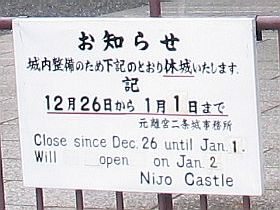 お知らせ
城内整備のため下記のとおり休城いたします.
記
12月26日から1月1日まで
元離宮二条城事務所
Close since Dec. 26 until Jan. 1.
Will open on Jan. 2
Nijo Castle